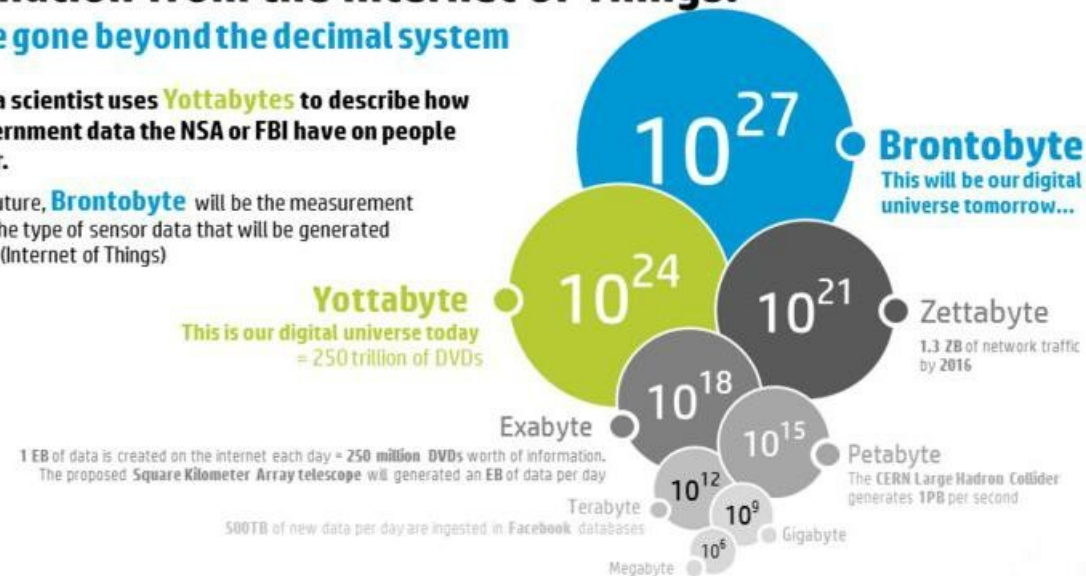 Internet of Things.
gone beyond the decimal system
a scientist uses Yottabytes to describe how
ernment data the NSA or FBI have on people
uture, Brontobyte will be the measurement
he type of sensor data that will be generated
(Internet of Things)
10^27
Brontobyte
This will be our digital
universe tomorrow...
10^24
Yottabyte
This is our digital universe today
= 250 trillion of DVDs
10^21
Zettabyte
1.3 ZB of network traffic
by 2016
10^18
Exabyte
1 EB of data is created on the internet each day = 250 million DVDs worth of information.
The proposed Square Kilometer Array telescope will generated an EB of data per day
10^15
Petabyte
The CERN Large Hadron Collider
generates 1PB per second
10^12
Terabyte
500TB of new data per day are ingested in Facebook databases
10^9
Gigabyte
10^6
Megabyte